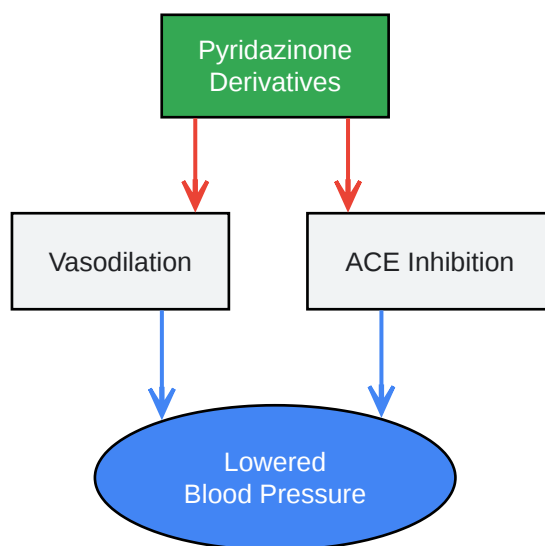 Pyridazinone
Derivatives
Vasodilation
ACE Inhibition
Lowered
Blood Pressure